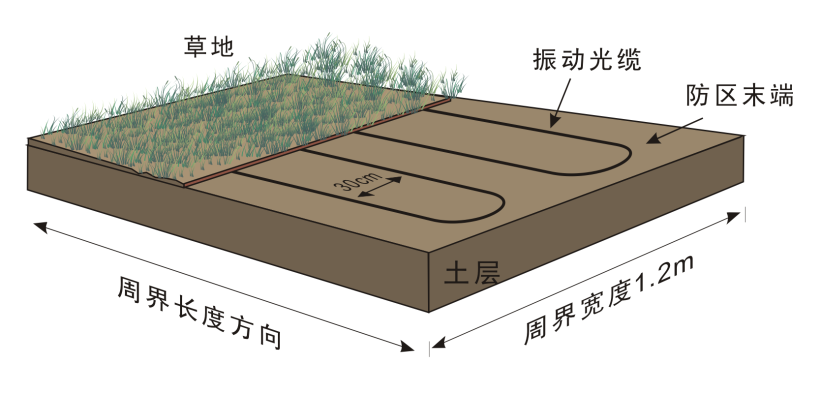 草地
振动光缆
防区末端
30cm
土层
周界长度方向
周界宽度1.2m